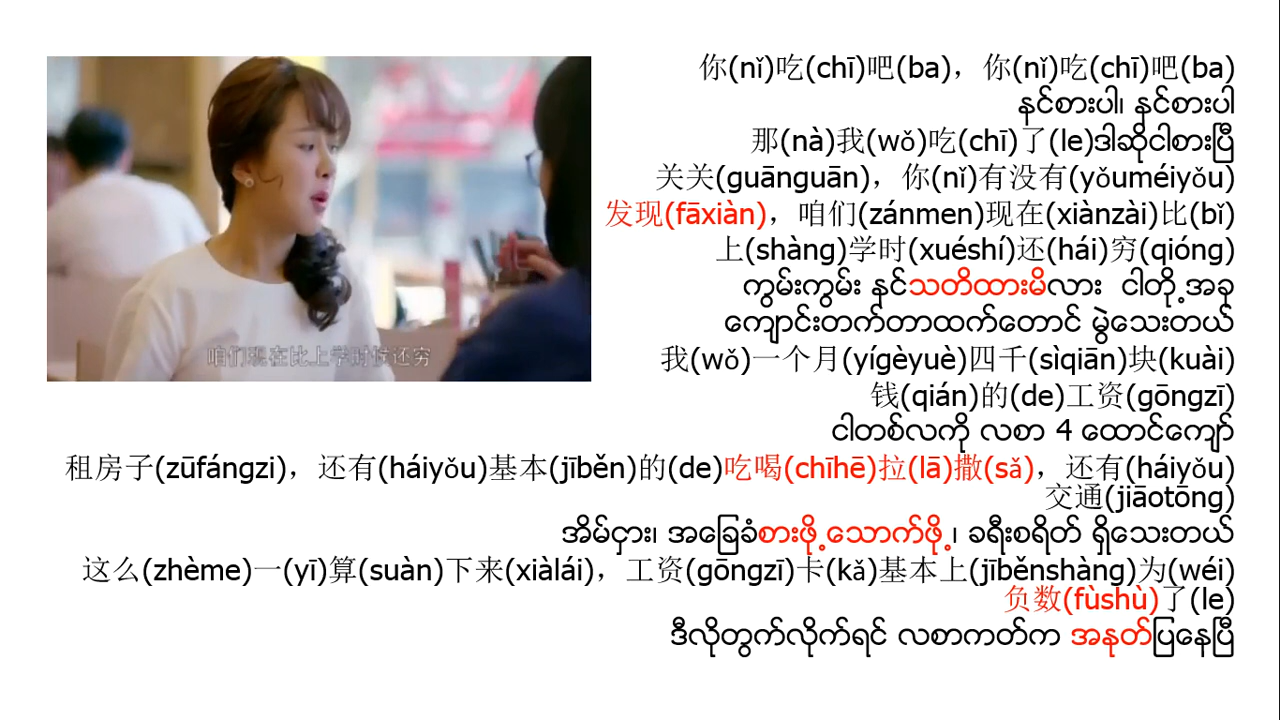 你(nǐ)吃(chī)吧(ba)，你(nǐ)吃(chī)吧(ba)
နင်စားပါ၊ နင်စားပါ
那(nà)我(wǒ)吃(chī)了(le)ဒါဆိုငါစားပြီ
关关(guānguān)，你(nǐ)有没有(yǒuméiyǒu)
发现(fāxiàn)，咱们(zánmen)现在(xiànzài)比(bǐ)
上(shàng)学时(xuéshí)还(hái)穷(qióng)
ကွမ်းကွမ်း နင်သတိထားမိလား ငါတို့အခု
ကျောင်းတက်တာထက်တောင် မွဲသေးတယ်
我(wǒ)一个月(yígèyuè)四千(sìqiān)块(kuài)
钱(qián)的(de)工资(gōngzī)
ငါတစ်လကို လစာ 4 ထောင်ကျော်
租房子(zūfángzi)，还有(háiyǒu)基本(jīběn)的(de)吃喝(chīhē)拉(lā)撒(sǎ)，还有(háiyǒu)
交通(jiāotōng)
အိမ်ငှား၊ အခြေခံစားဖို့သောက်ဖို့၊ ခရီးစရိတ် ရှိသေးတယ်
这么(zhème)一(yī)算(suàn)下来(xiàlái)，工资(gōngzī)卡(kǎ)基本上(jīběnshàng)为(wéi)
负数(fùshù)了(le)
ဒီလိုတွက်လိုက်ရင် လစာကတ်က အနုတ်ပြနေပြီ
咱们现在比上学时候还穷